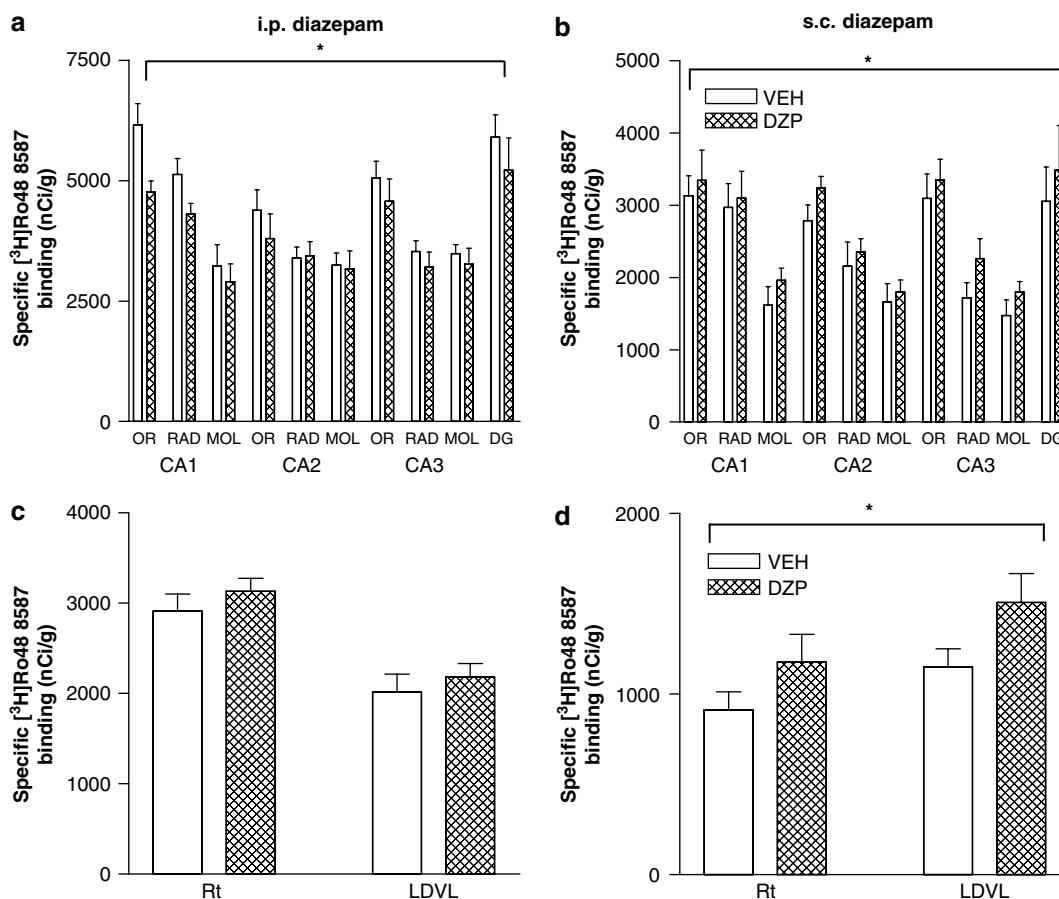 a
i.p. diazepam
*
Specific [³H]Ro48 8587
binding (nCi/g)
7500
5000
2500
0
OR RAD MOL OR RAD MOL OR RAD MOL DG
CA1 CA2 CA3
b
s.c. diazepam
*
VEH
DZP
Specific [³H]Ro48 8587
binding (nCi/g)
5000
4000
3000
2000
1000
0
OR RAD MOL OR RAD MOL OR RAD MOL DG
CA1 CA2 CA3
c
Specific [³H]Ro48 8587
binding (nCi/g)
4000
3000
2000
1000
0
Rt LDVL
d
*
VEH
DZP
Specific [³H]Ro48 8587
binding (nCi/g)
2000
1000
0
Rt LDVL